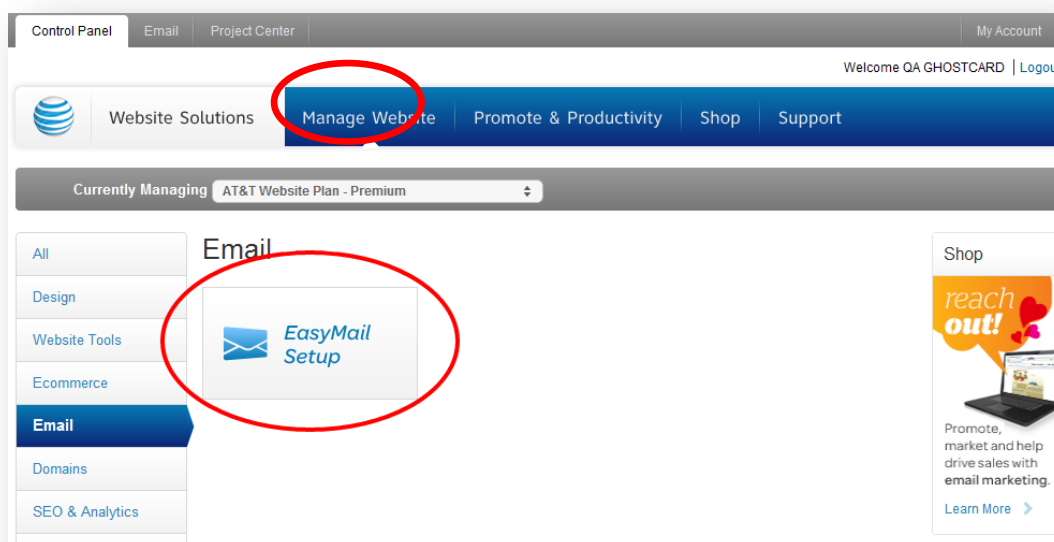 Control Panel Email Project Center My Account
Welcome QA GHOSTCARD | Logou
Website Solutions Manage Website Promote & Productivity Shop Support
Currently Managing AT&T Website Plan - Premium
All
Design
Website Tools
Ecommerce
Email
Domains
SEO & Analytics
Email
EasyMail
Setup
Shop
reach
out!
Promote,
market and help
drive sales with
email marketing.
Learn More